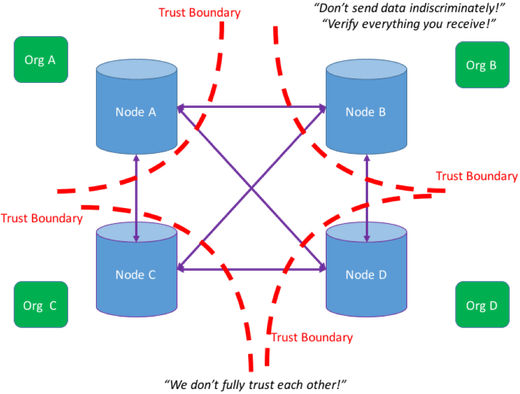 Trust Boundary
“Don’t send data indiscriminately!”
“Verify everything you receive!”
Org A
Org B
Node A
Node B
Trust Boundary
Trust Boundary
Node C
Node D
Org  C
Org D
Trust Boundary
“We don’t fully trust each other!”